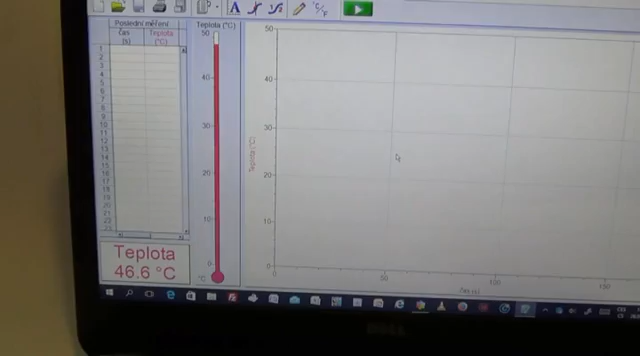 Poslední měření
Teplota (°C)
čas
(s)
Teplota
(°C)
1
2
3
4
5
6
7
8
9
10
11
12
13
14
15
16
17
18
19
20
21
22
23
50
40
30
20
10
0
°C
Teplota
46.6 °C
A
°C/°F
50
40
30
20
10
0
Teplota (°C)
0
50
100
150
čas (s)
DELL